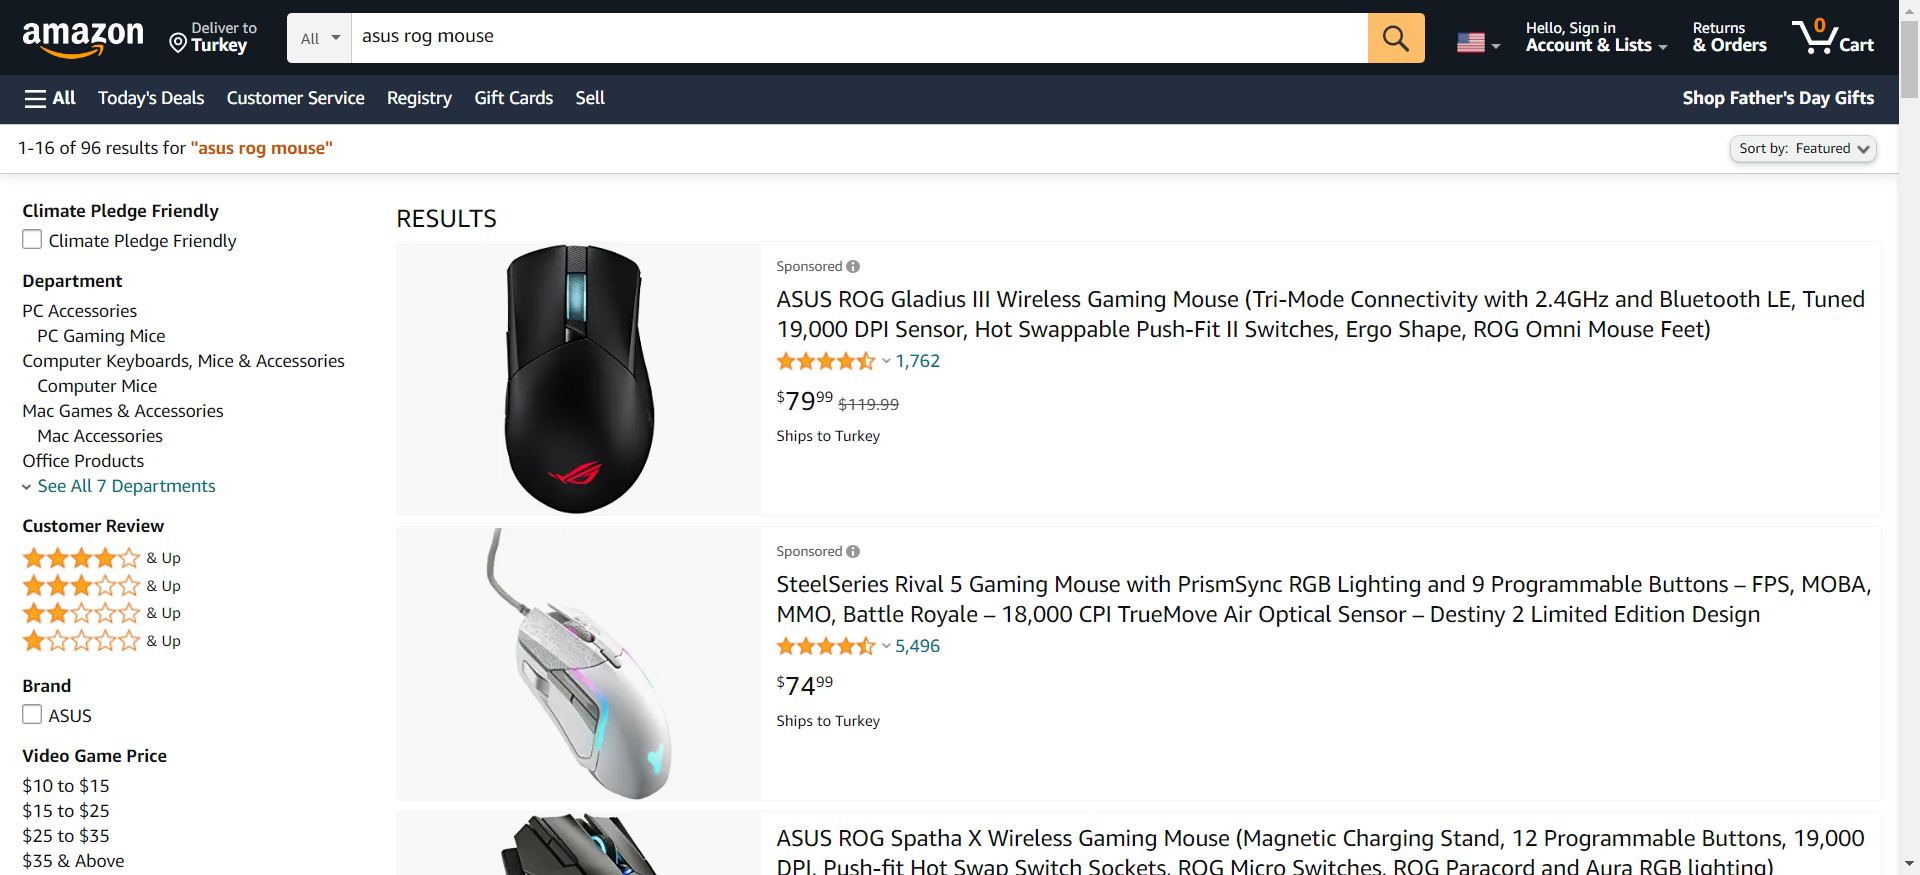 amazon
Deliver to
Turkey
All
asus rog mouse
Hello, Sign in
Account & Lists
Returns
& Orders
0
Cart
All
Today's Deals
Customer Service
Registry
Gift Cards
Sell
Shop Father's Day Gifts
1-16 of 96 results for "asus rog mouse"
Sort by: Featured
Climate Pledge Friendly
Climate Pledge Friendly
Department
PC Accessories
PC Gaming Mice
Computer Keyboards, Mice & Accessories
Computer Mice
Mac Games & Accessories
Mac Accessories
Office Products
See All 7 Departments
Customer Review
& Up
& Up
& Up
& Up
Brand
ASUS
Video Game Price
$10 to $15
$15 to $25
$25 to $35
$35 & Above
RESULTS
Sponsored
ASUS ROG Gladius III Wireless Gaming Mouse (Tri-Mode Connectivity with 2.4GHz and Bluetooth LE, Tuned
19,000 DPI Sensor, Hot Swappable Push-Fit II Switches, Ergo Shape, ROG Omni Mouse Feet)
1,762
$79.99 $119.99
Ships to Turkey
Sponsored
SteelSeries Rival 5 Gaming Mouse with PrismSync RGB Lighting and 9 Programmable Buttons – FPS, MOBA,
MMO, Battle Royale – 18,000 CPI TrueMove Air Optical Sensor – Destiny 2 Limited Edition Design
5,496
$74.99
Ships to Turkey
ASUS ROG Spatha X Wireless Gaming Mouse (Magnetic Charging Stand, 12 Programmable Buttons, 19,000
DPI, Push-fit Hot Swap Switch Sockets, ROG Micro Switches, ROG Paracord and Aura RGB lighting)